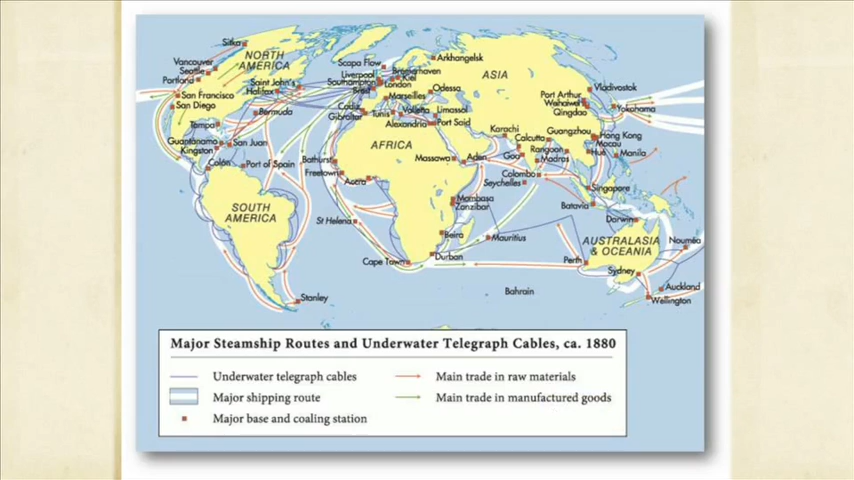 Sitka
NORTH
AMERICA
Vancouver
Seattle
Portland
San Francisco
San Diego
Saint John's
Halifax
Bermuda
Tampa
Guantánamo
Kingston
San Juan
Colón
Port of Spain
SOUTH
AMERICA
Stanley
Scapa Flow
Liverpool
Southampton
London
Bremerhaven
Kiel
Brest
Marseilles
Odessa
Arkhangelsk
ASIA
Gibraltar
Tunis
Valletta
Limassol
Alexandria
Port Said
AFRICA
Bathurst
Freetown
Accra
St Helena
Cape Town
Durban
Beira
Mombasa
Zanzibar
Massawa
Aden
Karachi
Calcutta
Goa
Rangoon
Madras
Colombo
Seychelles
Mauritius
Port Arthur
Weihaiwei
Qingdao
Vladivostok
Yokohama
Guangzhou
Hong Kong
Macau
Hué
Manila
Singapore
Batavia
Darwin
AUSTRALASIA
& OCEANIA
Perth
Sydney
Nouméa
Auckland
Wellington
Bahrain
Major Steamship Routes and Underwater Telegraph Cables, ca. 1880
Underwater telegraph cables
Main trade in raw materials
Major shipping route
Main trade in manufactured goods
Major base and coaling station